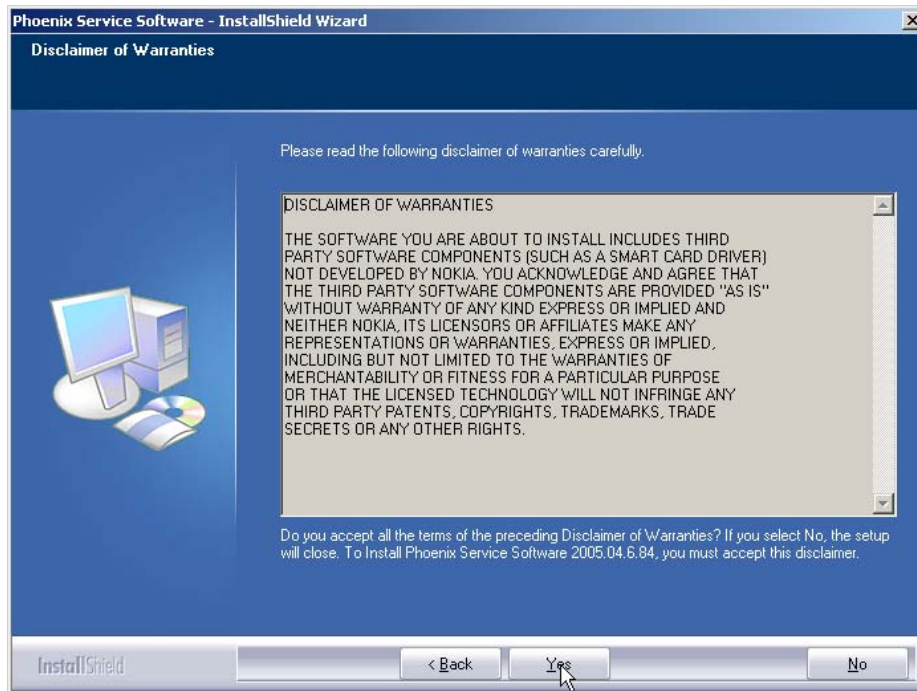 Phoenix Service Software - InstallShield Wizard
Disclaimer of Warranties
Please read the following disclaimer of warranties carefully.
DISCLAIMER OF WARRANTIES
THE SOFTWARE YOU ARE ABOUT TO INSTALL INCLUDES THIRD
PARTY SOFTWARE COMPONENTS (SUCH AS A SMART CARD DRIVER)
NOT DEVELOPED BY NOKIA. YOU ACKNOWLEDGE AND AGREE THAT
THE THIRD PARTY SOFTWARE COMPONENTS ARE PROVIDED "AS IS"
WITHOUT WARRANTY OF ANY KIND EXPRESS OR IMPLIED AND
NEITHER NOKIA, ITS LICENSORS OR AFFILIATES MAKE ANY
REPRESENTATIONS OR WARRANTIES, EXPRESS OR IMPLIED,
INCLUDING BUT NOT LIMITED TO THE WARRANTIES OF
MERCHANTABILITY OR FITNESS FOR A PARTICULAR PURPOSE
OR THAT THE LICENSED TECHNOLOGY WILL NOT INFRINGE ANY
THIRD PARTY PATENTS, COPYRIGHTS, TRADEMARKS, TRADE
SECRETS OR ANY OTHER RIGHTS.
Do you accept all the terms of the preceding Disclaimer of Warranties? If you select No, the setup
will close. To Install Phoenix Service Software 2005.04.6.84, you must accept this disclaimer.
InstallShield
< Back
Yes
No